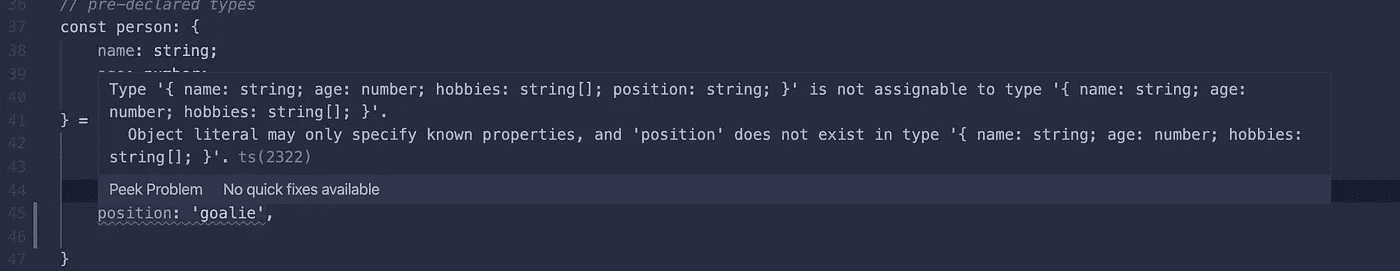 36 // pre-declared types
37 const person: {
38 name: string;
39 age: number;
Type '{ name: string; age: number; hobbies: string[]; position: string; }' is not assignable to type '{ name: string; age:
40 number; hobbies: string[]; }'.
41 } =
42 Object literal may only specify known properties, and 'position' does not exist in type '{ name: string; age: number; hobbies:
43 string[]; }'. ts(2322)
44 Peek Problem No quick fixes available
45 position: 'goalie',
46
47 }